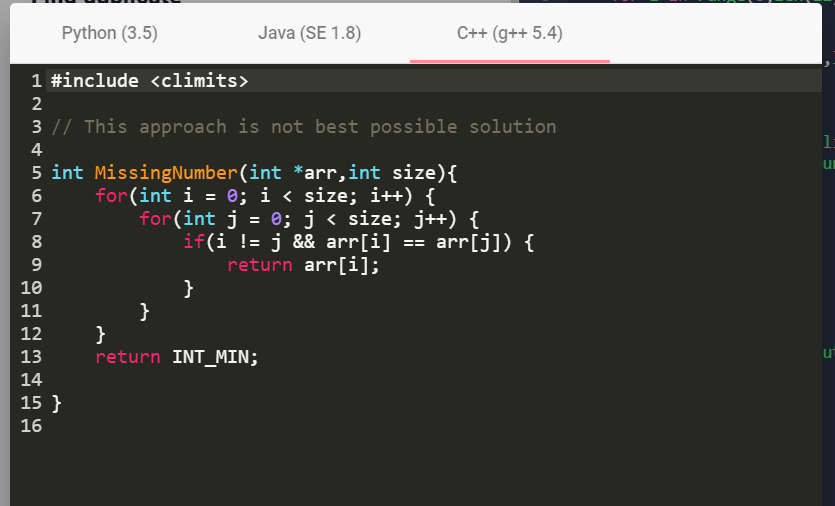 Find duplicate
Python (3.5) Java (SE 1.8) C++ (g++ 5.4)
1 #include <climits>
2
3 // This approach is not best possible solution
4
5 int MissingNumber(int *arr,int size){
6     for(int i = 0; i < size; i++) {
7         for(int j = 0; j < size; j++) {
8             if(i != j && arr[i] == arr[j]) {
9                 return arr[i];
10             }
11         }
12     }
13     return INT_MIN;
14
15 }
16